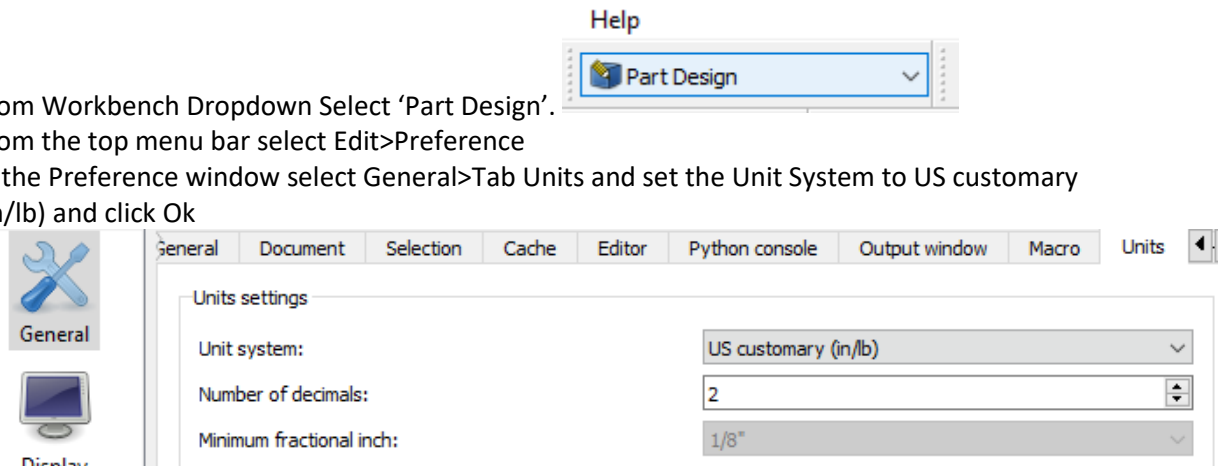 Help
Part Design
om Workbench Dropdown Select ‘Part Design’.
om the top menu bar select Edit>Preference
the Preference window select General>Tab Units and set the Unit System to US customary
n/lb) and click Ok
General Document Selection Cache Editor Python console Output window Macro Units
Units settings
General
Unit system: US customary (in/lb)
Number of decimals: 2
Minimum fractional inch: 1/8"
Display